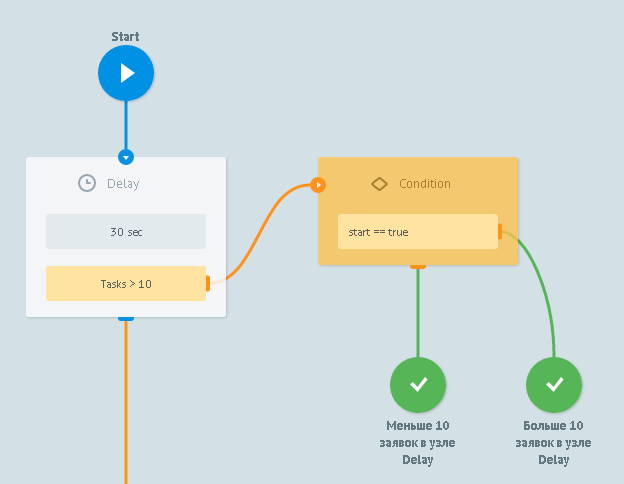 Start
Delay
30 sec
Tasks > 10
Condition
start == true
Меньше 10
заявок в узле
Delay
Больше 10
заявок в узле
Delay